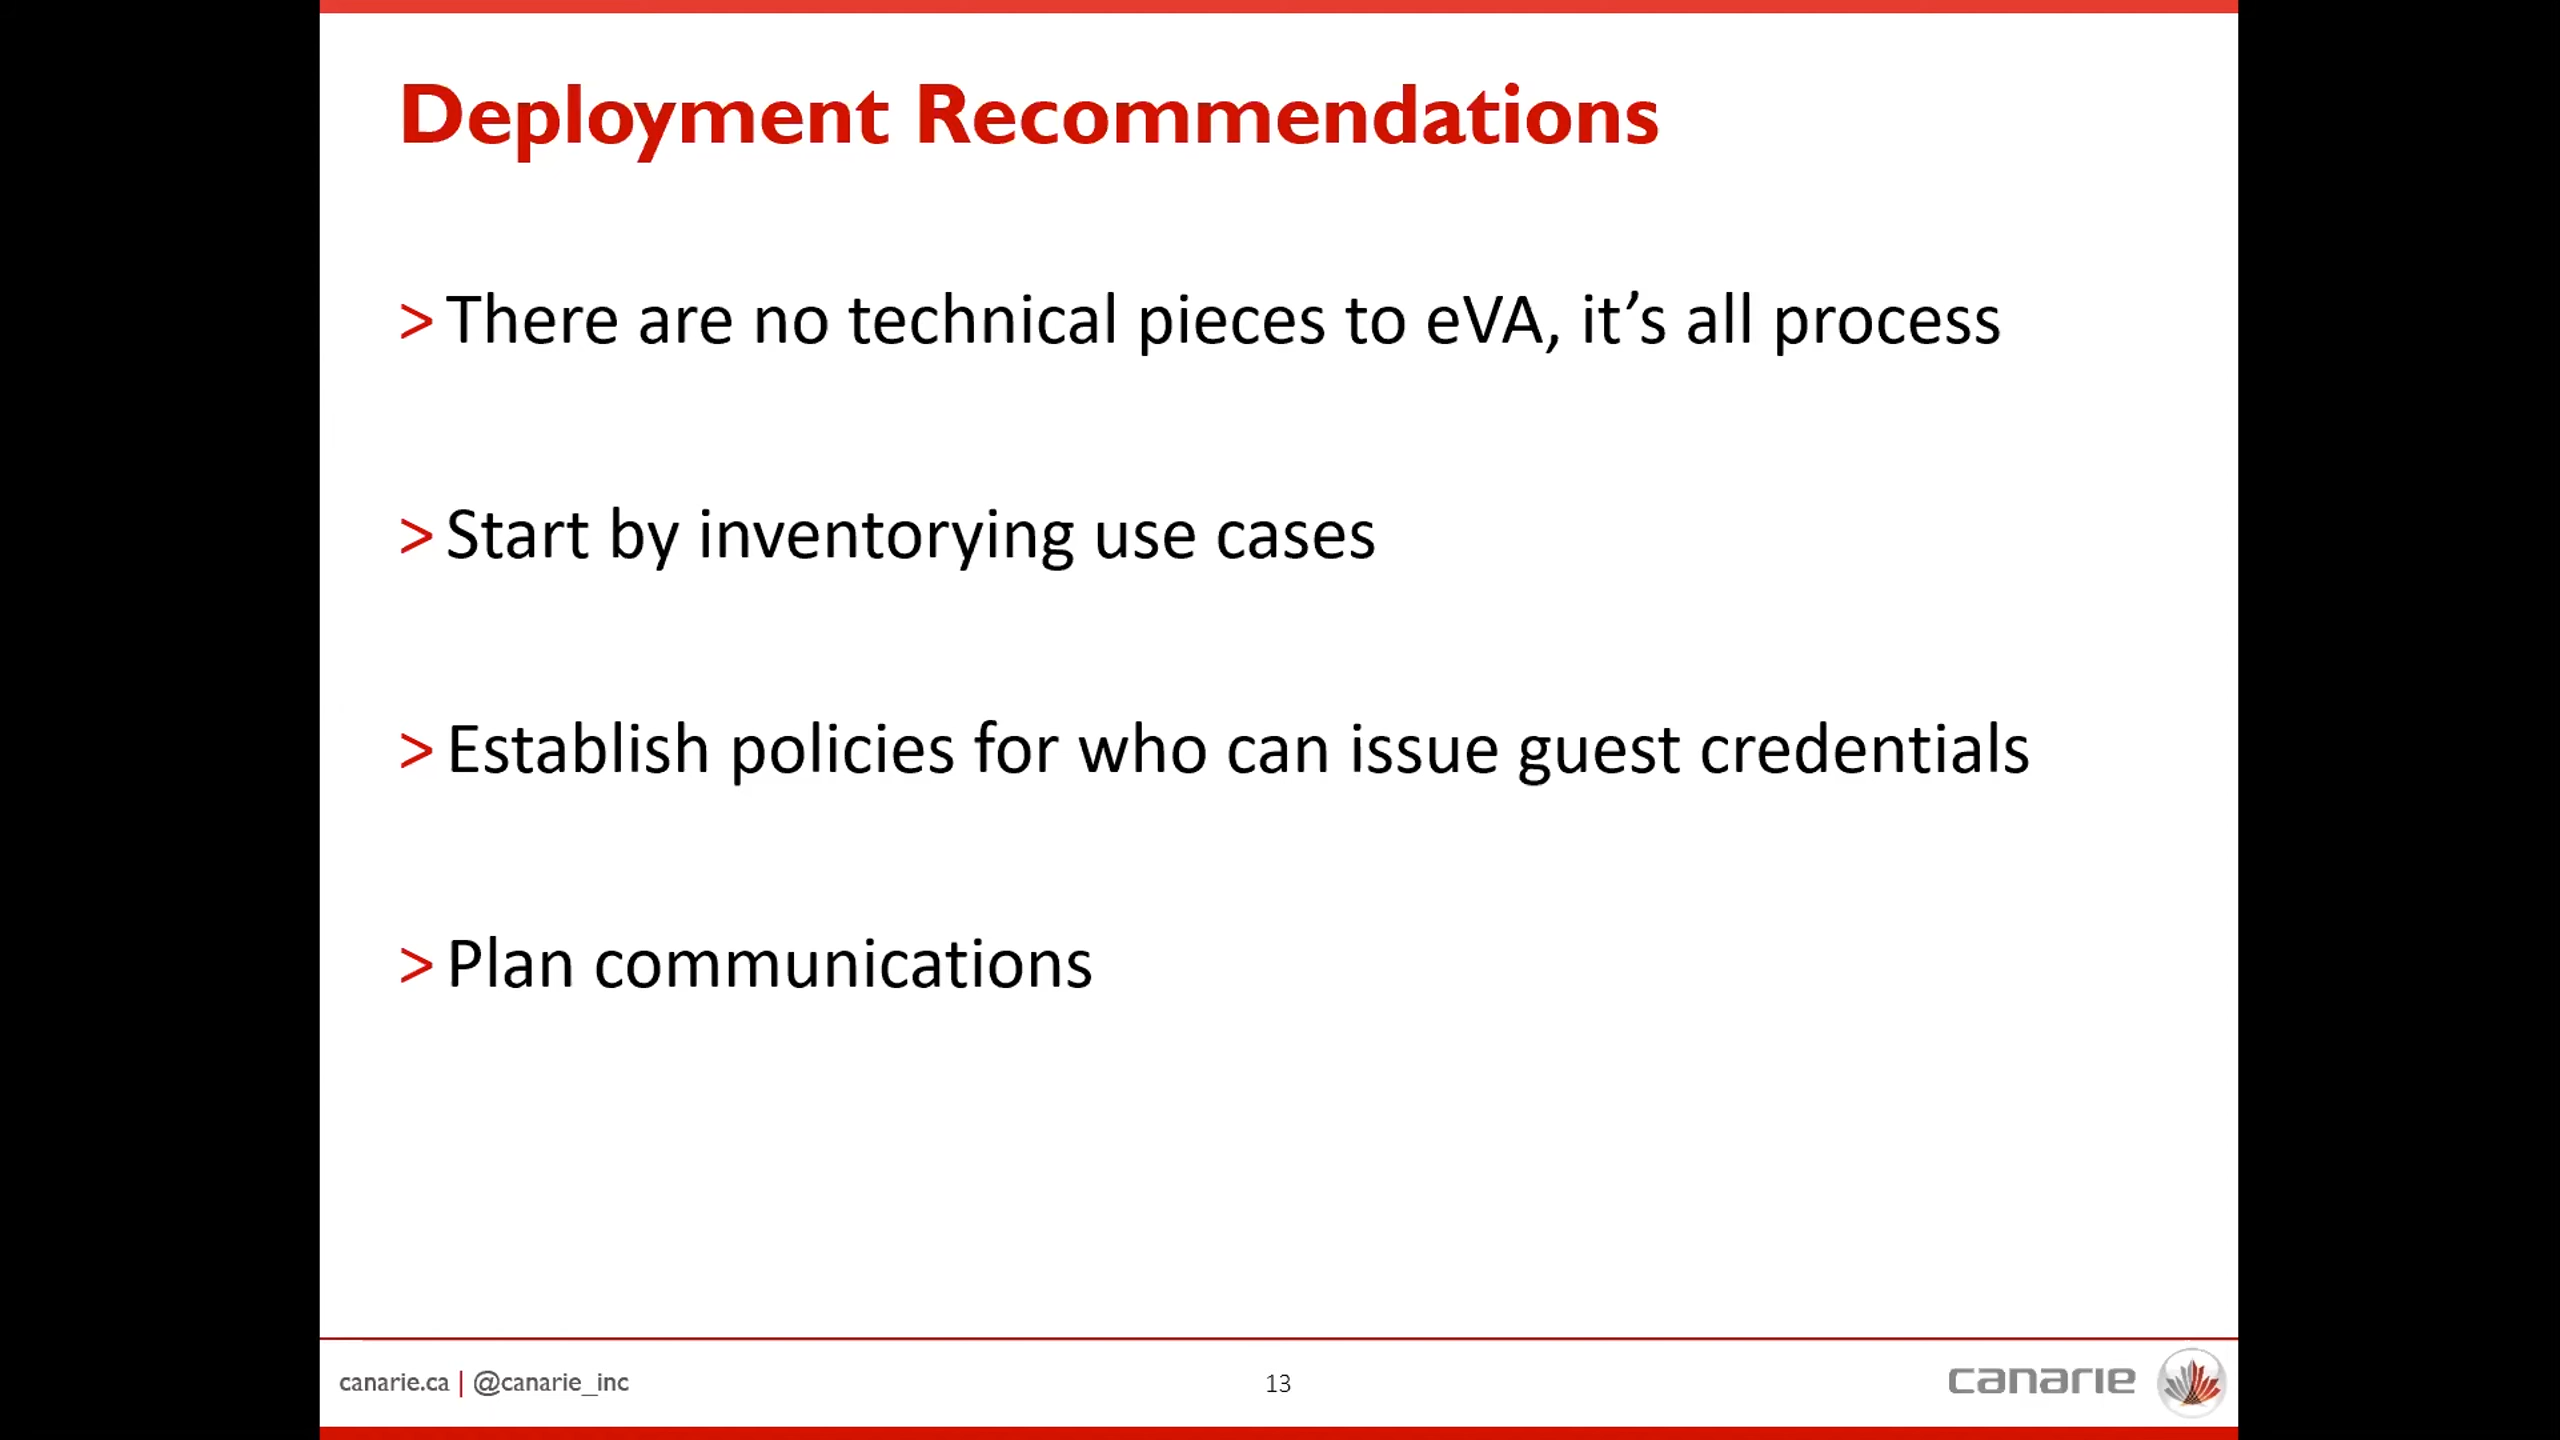 Deployment Recommendations
> There are no technical pieces to eVA, it’s all process
> Start by inventorying use cases
> Establish policies for who can issue guest credentials
> Plan communications
canarie.ca | @canarie_inc
13
canarie